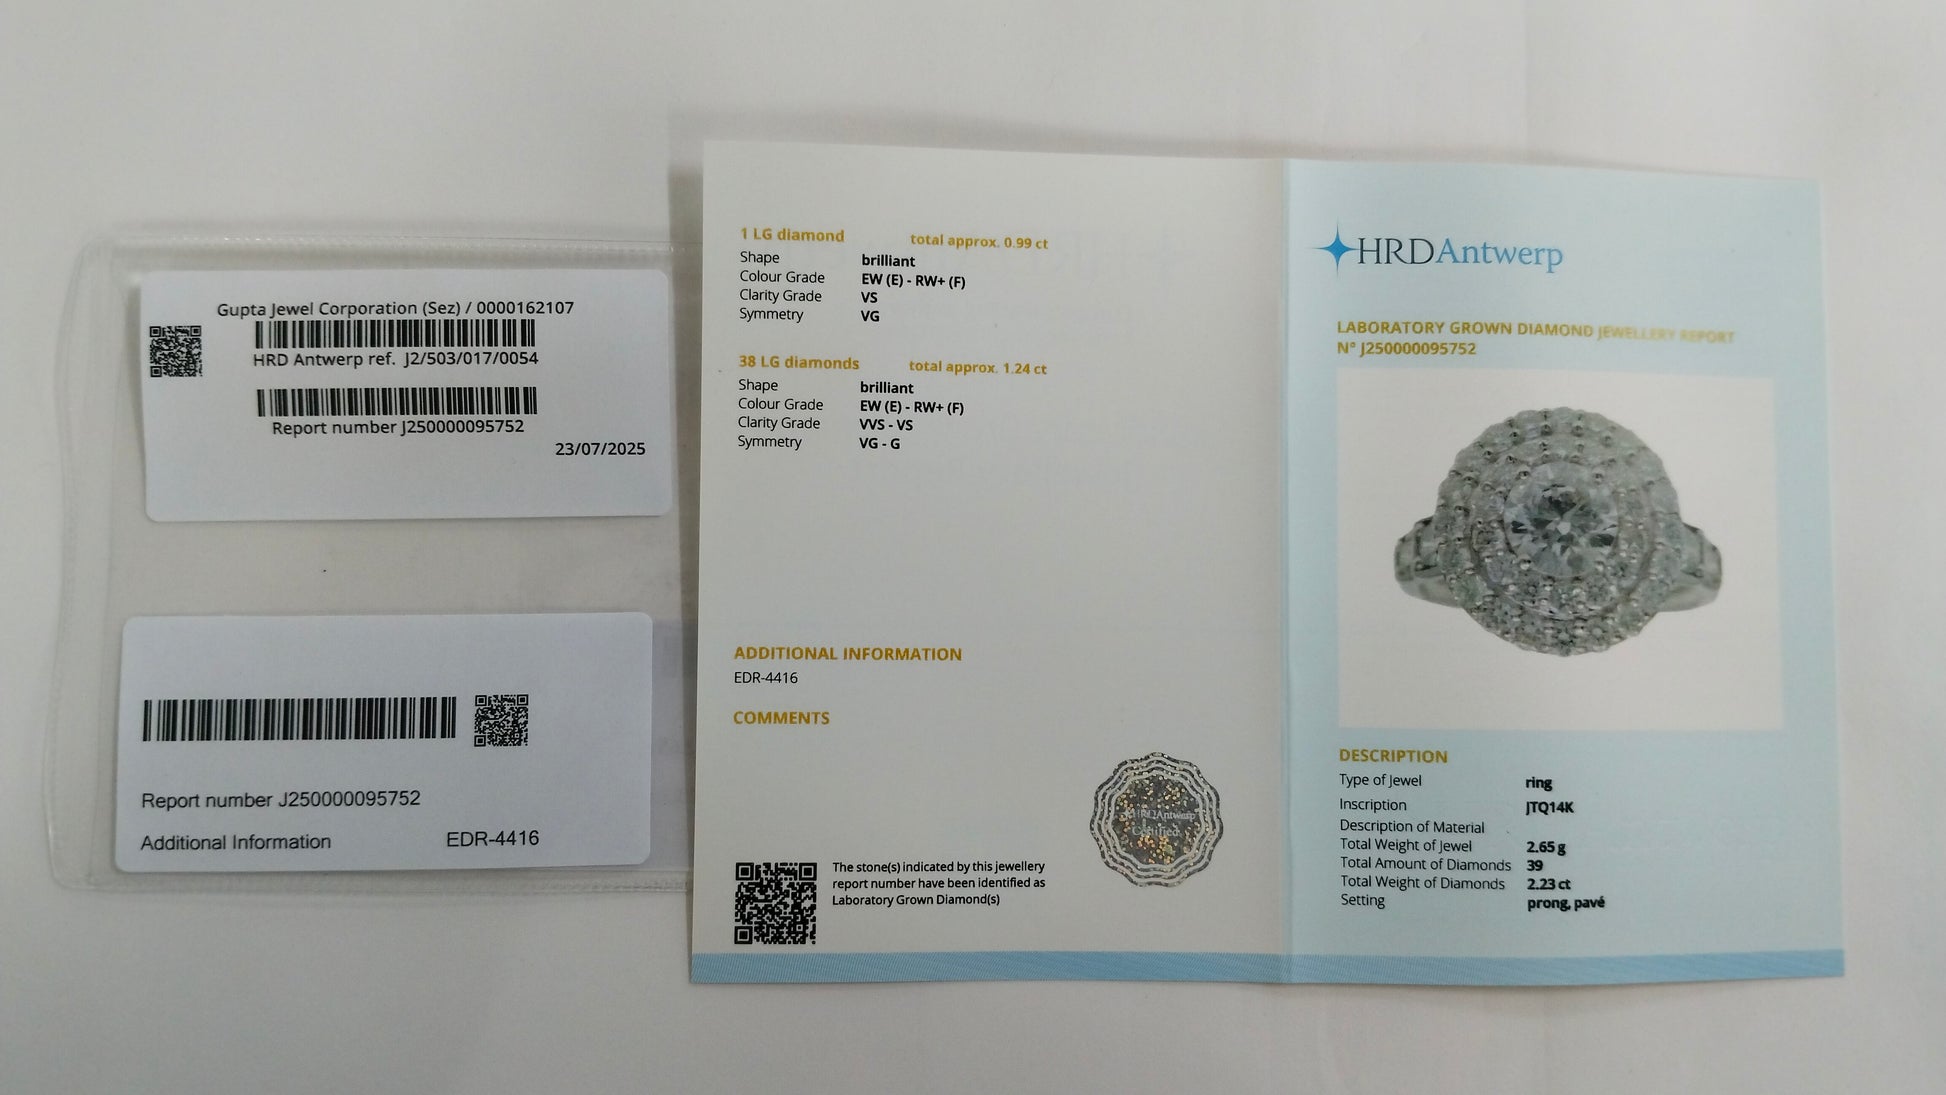 Gupta Jewel Corporation (Sez) / 0000162107
HRD Antwerp ref. J2/503/017/0054
Report number J250000095752
23/07/2025
Report number J250000095752
Additional Information EDR-4416
1 LG diamond total approx. 0.99 ct
Shape brilliant
Colour Grade EW (E) - RW+ (F)
Clarity Grade VS
Symmetry VG
38 LG diamonds total approx. 1.24 ct
Shape brilliant
Colour Grade EW (E) - RW+ (F)
Clarity Grade VVS - VS
Symmetry VG - G
ADDITIONAL INFORMATION
EDR-4416
COMMENTS
HRD Antwerp
Certified
The stone(s) indicated by this jewellery
report number have been identified as
Laboratory Grown Diamond(s)
HRDAntwerp
LABORATORY GROWN DIAMOND JEWELLERY REPORT
N° J250000095752
DESCRIPTION
Type of Jewel ring
Inscription JTQ14K
Description of Material
Total Weight of Jewel 2.65 g
Total Amount of Diamonds 39
Total Weight of Diamonds 2.23 ct
Setting prong, pavé